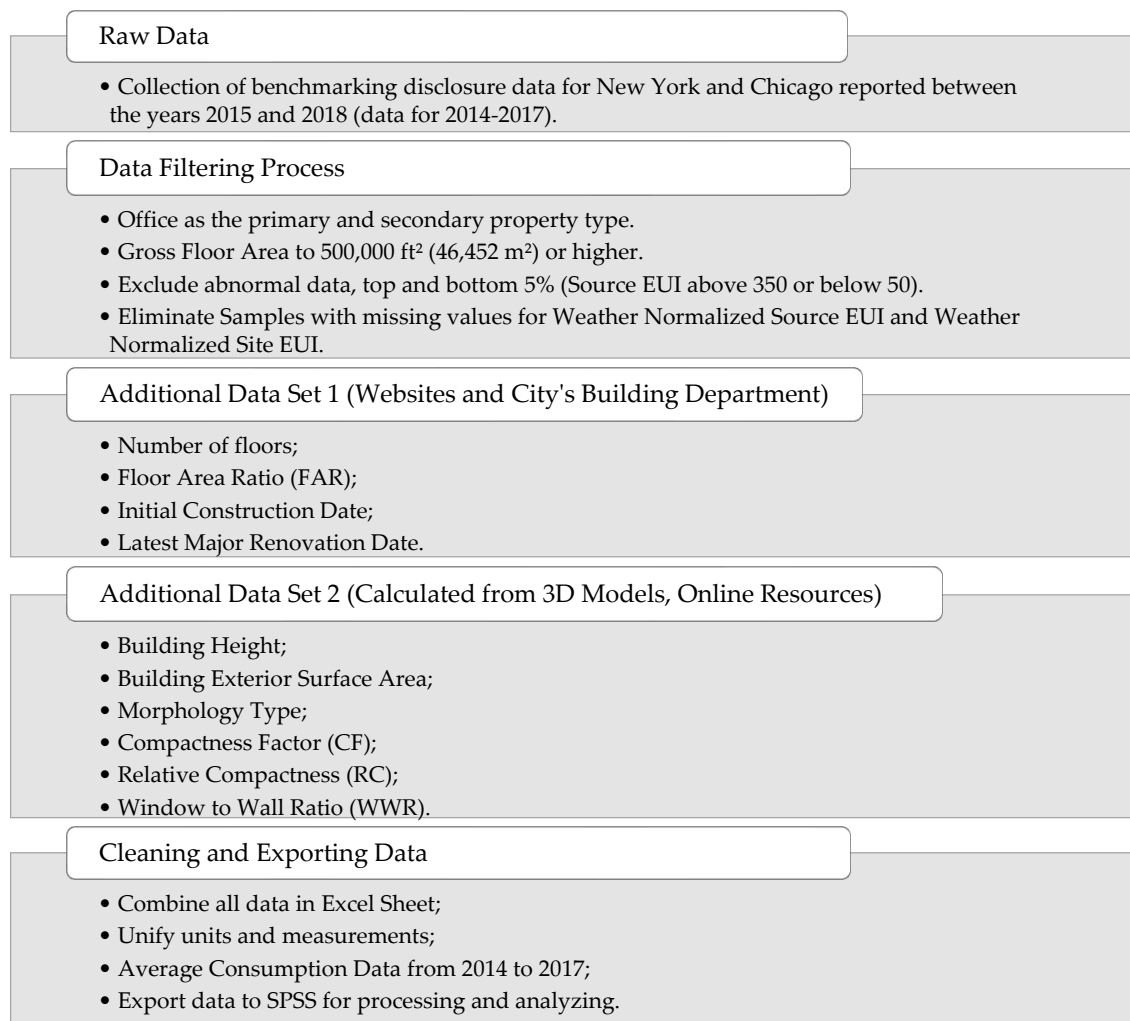 Raw Data
• Collection of benchmarking disclosure data for New York and Chicago reported between
the years 2015 and 2018 (data for 2014-2017).
Data Filtering Process
• Office as the primary and secondary property type.
• Gross Floor Area to 500,000 ft² (46,452 m²) or higher.
• Exclude abnormal data, top and bottom 5% (Source EUI above 350 or below 50).
• Eliminate Samples with missing values for Weather Normalized Source EUI and Weather
Normalized Site EUI.
Additional Data Set 1 (Websites and City's Building Department)
• Number of floors;
• Floor Area Ratio (FAR);
• Initial Construction Date;
• Latest Major Renovation Date.
Additional Data Set 2 (Calculated from 3D Models, Online Resources)
• Building Height;
• Building Exterior Surface Area;
• Morphology Type;
• Compactness Factor (CF);
• Relative Compactness (RC);
• Window to Wall Ratio (WWR).
Cleaning and Exporting Data
• Combine all data in Excel Sheet;
• Unify units and measurements;
• Average Consumption Data from 2014 to 2017;
• Export data to SPSS for processing and analyzing.